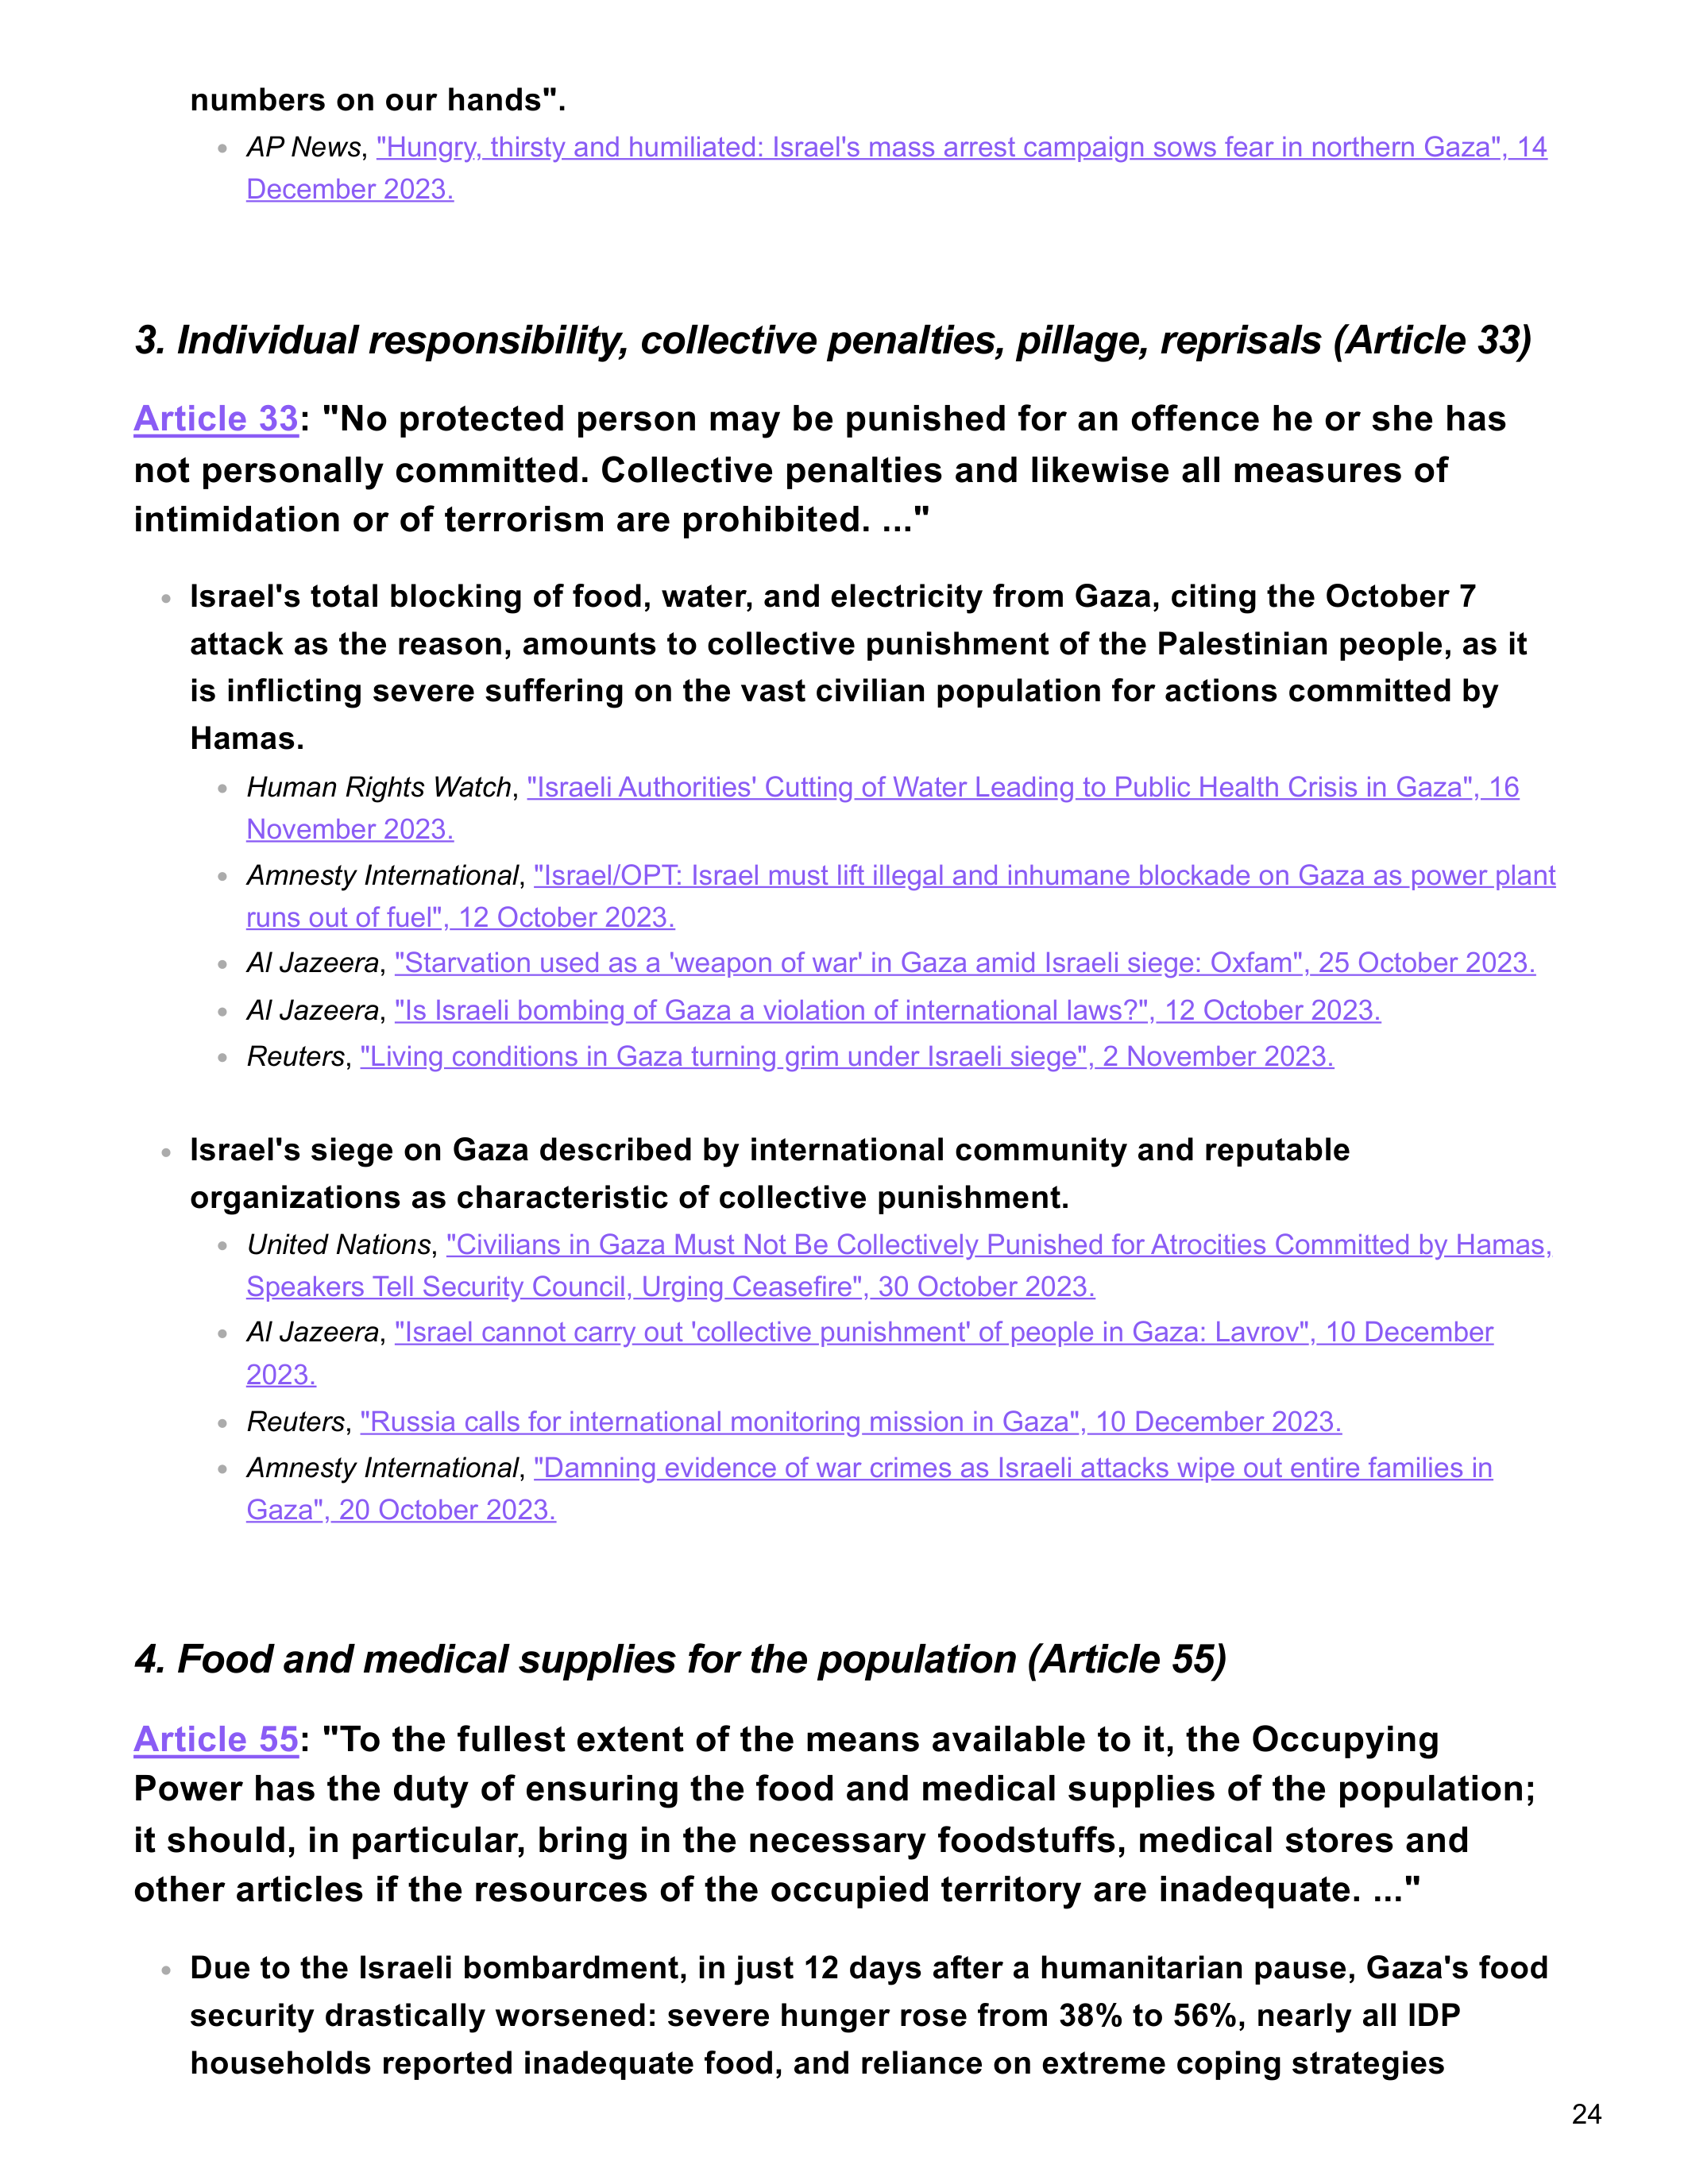 numbers on our hands".
AP News, "Hungry, thirsty and humiliated: Israel's mass arrest campaign sows fear in northern Gaza", 14
December 2023.
3. Individual responsibility, collective penalties, pillage, reprisals (Article 33)
Article 33: "No protected person may be punished for an offence he or she has
not personally committed. Collective penalties and likewise all measures of
intimidation or of terrorism are prohibited. ..."
Israel's total blocking of food, water, and electricity from Gaza, citing the October 7
attack as the reason, amounts to collective punishment of the Palestinian people, as it
is inflicting severe suffering on the vast civilian population for actions committed by
Hamas.
Human Rights Watch, "Israeli Authorities' Cutting of Water Leading to Public Health Crisis in Gaza", 16
November 2023.
Amnesty International, "Israel/OPT: Israel must lift illegal and inhumane blockade on Gaza as power plant
runs out of fuel", 12 October 2023.
Al Jazeera, "Starvation used as a 'weapon of war' in Gaza amid Israeli siege: Oxfam", 25 October 2023.
Al Jazeera, "Is Israeli bombing of Gaza a violation of international laws?", 12 October 2023.
Reuters, "Living conditions in Gaza turning grim under Israeli siege", 2 November 2023.
Israel's siege on Gaza described by international community and reputable
organizations as characteristic of collective punishment.
United Nations, "Civilians in Gaza Must Not Be Collectively Punished for Atrocities Committed by Hamas,
Speakers Tell Security Council, Urging Ceasefire", 30 October 2023.
Al Jazeera, "Israel cannot carry out 'collective punishment' of people in Gaza: Lavrov", 10 December
2023.
Reuters, "Russia calls for international monitoring mission in Gaza", 10 December 2023.
Amnesty International, "Damning evidence of war crimes as Israeli attacks wipe out entire families in
Gaza", 20 October 2023.
4. Food and medical supplies for the population (Article 55)
Article 55: "To the fullest extent of the means available to it, the Occupying
Power has the duty of ensuring the food and medical supplies of the population;
it should, in particular, bring in the necessary foodstuffs, medical stores and
other articles if the resources of the occupied territory are inadequate. ..."
Due to the Israeli bombardment, in just 12 days after a humanitarian pause, Gaza's food
security drastically worsened: severe hunger rose from 38% to 56%, nearly all IDP
households reported inadequate food, and reliance on extreme coping strategies
24